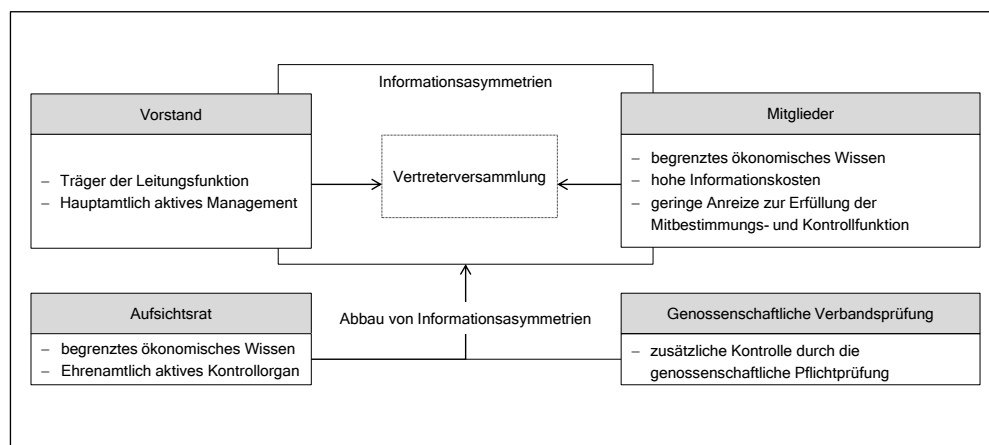 Informationsasymmetrien
Vorstand
– Träger der Leitungsfunktion
– Hauptamtlich aktives Management
Vertreterversammlung
Mitglieder
– begrenztes ökonomisches Wissen
– hohe Informationskosten
– geringe Anreize zur Erfüllung der
Mitbestimmungs- und Kontrollfunktion
Aufsichtsrat
– begrenztes ökonomisches Wissen
– Ehrenamtlich aktives Kontrollorgan
Abbau von Informationsasymmetrien
Genossenschaftliche Verbandsprüfung
– zusätzliche Kontrolle durch die
genossenschaftliche Pflichtprüfung